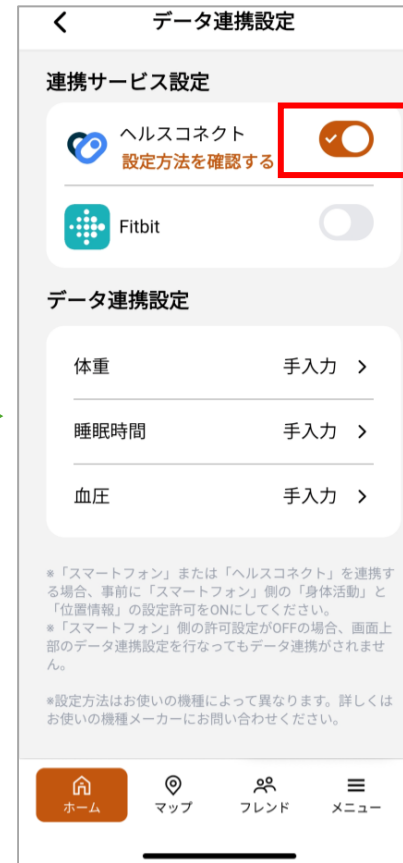 データ連携設定
連携サービス設定
ヘルスコネクト
設定方法を確認する
Fitbit
データ連携設定
体重 手入力
睡眠時間 手入力
血圧 手入力
※「スマートフォン」または「ヘルスコネクト」を連携す
る場合、事前に「スマートフォン」側の「身体活動」と
「位置情報」の設定許可をONにしてください。
※「スマートフォン」側の許可設定がOFFの場合、画面上
部のデータ連携設定を行なってもデータ連携がされませ
ん。
※設定方法はお使いの機種によって異なります。詳しくは
お使いの機種メーカーにお問い合わせください。
ホーム マップ フレンド メニュー